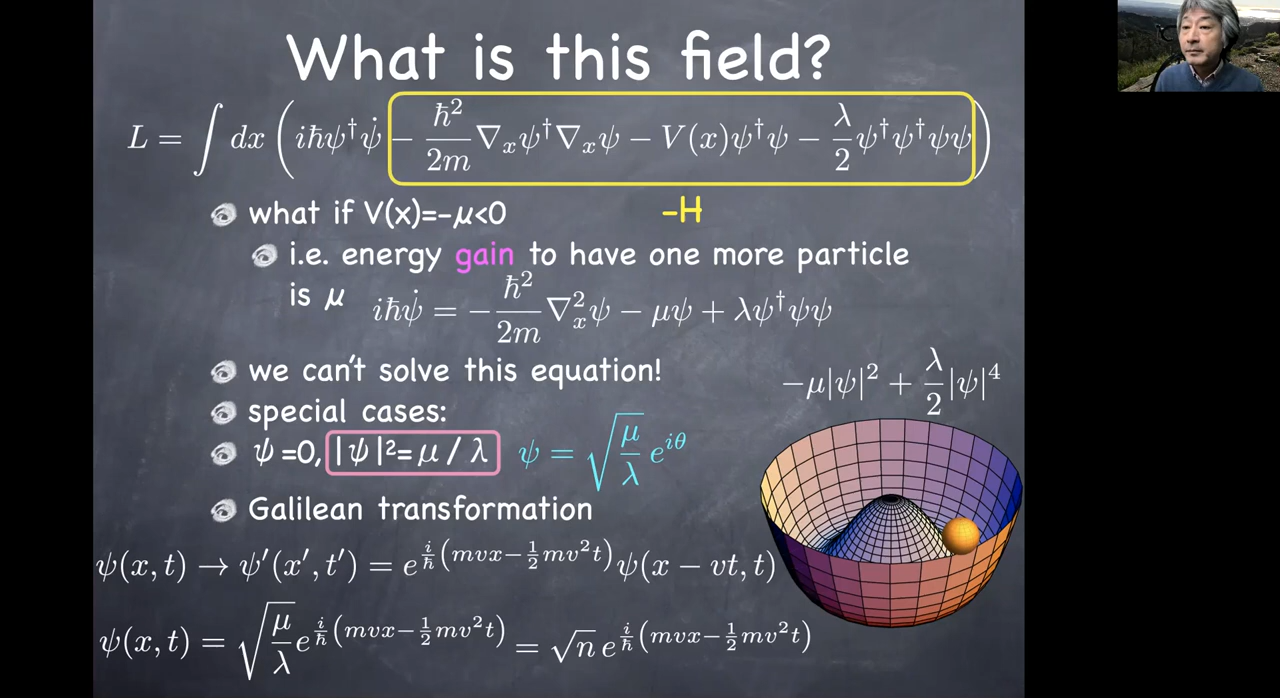 What is this field?
L = ∫ dx ( iħψ†ψ̇ − ħ²/2m ∇ₓψ†∇ₓψ − V(x)ψ†ψ − λ/2 ψ†ψ†ψψ )
what if V(x)=-μ<0
-H
i.e. energy gain to have one more particle
is μ
iħψ̇ = − ħ²/2m ∇ₓ²ψ − μψ + λψ†ψψ
we can't solve this equation!
−μ|ψ|² + λ/2 |ψ|⁴
special cases:
ψ=0, |ψ|²=μ/λ ψ = √(μ/λ) e^{iθ}
Galilean transformation
ψ(x,t) → ψ′(x′,t′) = e^{i/ħ(mvx−½mv²t)} ψ(x − vt, t)
ψ(x,t) = √(μ/λ) e^{i/ħ(mvx−½mv²t)} = √n e^{i/ħ(mvx−½mv²t)}